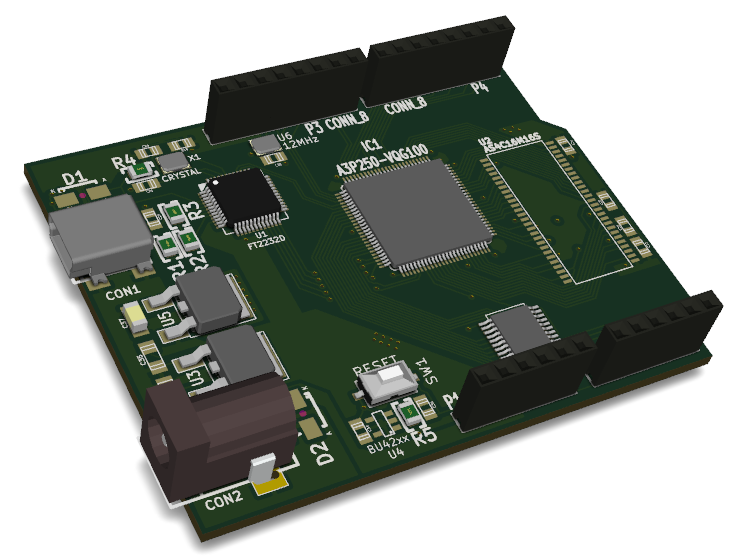 P4
P3 CONN_8
CONN_8
U6
12MHz
IC1
A3P250-VQG100
U2
R4
X1
CRYSTAL
D1
K
A
R3
U1
FT2232D
R1
R2
CON1
U5
U3
RESET
SW1
P1
BU42xx
U4
R5
D2
K
A
CON2